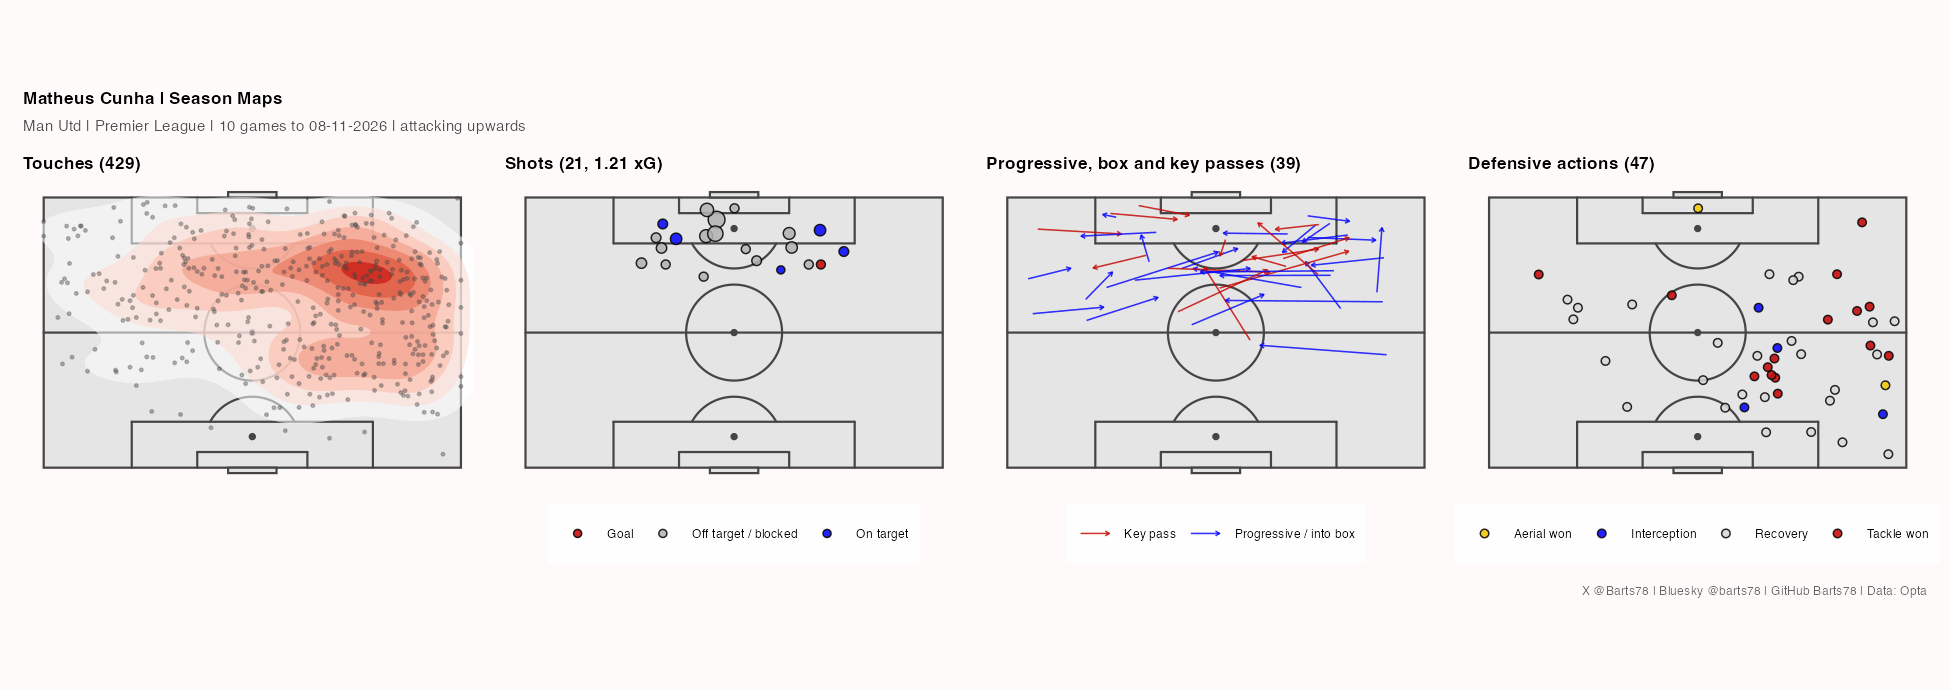 Matheus Cunha | Season Maps
Man Utd | Premier League | 10 games to 08-11-2026 | attacking upwards
Touches (429)
Shots (21, 1.21 xG)
Progressive, box and key passes (39)
Defensive actions (47)
Goal
Off target / blocked
On target
Key pass
Progressive / into box
Aerial won
Interception
Recovery
Tackle won
X @Barts78 | Bluesky @barts78 | GitHub Barts78 | Data: Opta